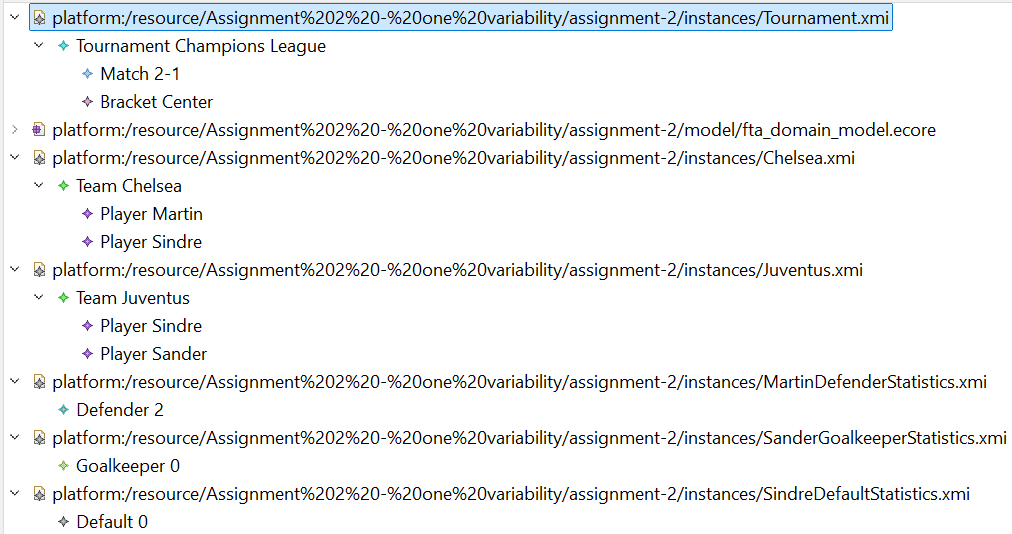 platform:/resource/Assignment%202%20-%20one%20variability/assignment-2/instances/Tournament.xmi
Tournament Champions League
Match 2-1
Bracket Center
platform:/resource/Assignment%202%20-%20one%20variability/assignment-2/model/fta_domain_model.ecore
platform:/resource/Assignment%202%20-%20one%20variability/assignment-2/instances/Chelsea.xmi
Team Chelsea
Player Martin
Player Sindre
platform:/resource/Assignment%202%20-%20one%20variability/assignment-2/instances/Juventus.xmi
Team Juventus
Player Sindre
Player Sander
platform:/resource/Assignment%202%20-%20one%20variability/assignment-2/instances/MartinDefenderStatistics.xmi
Defender 2
platform:/resource/Assignment%202%20-%20one%20variability/assignment-2/instances/SanderGoalkeeperStatistics.xmi
Goalkeeper 0
platform:/resource/Assignment%202%20-%20one%20variability/assignment-2/instances/SindreDefaultStatistics.xmi
Default 0